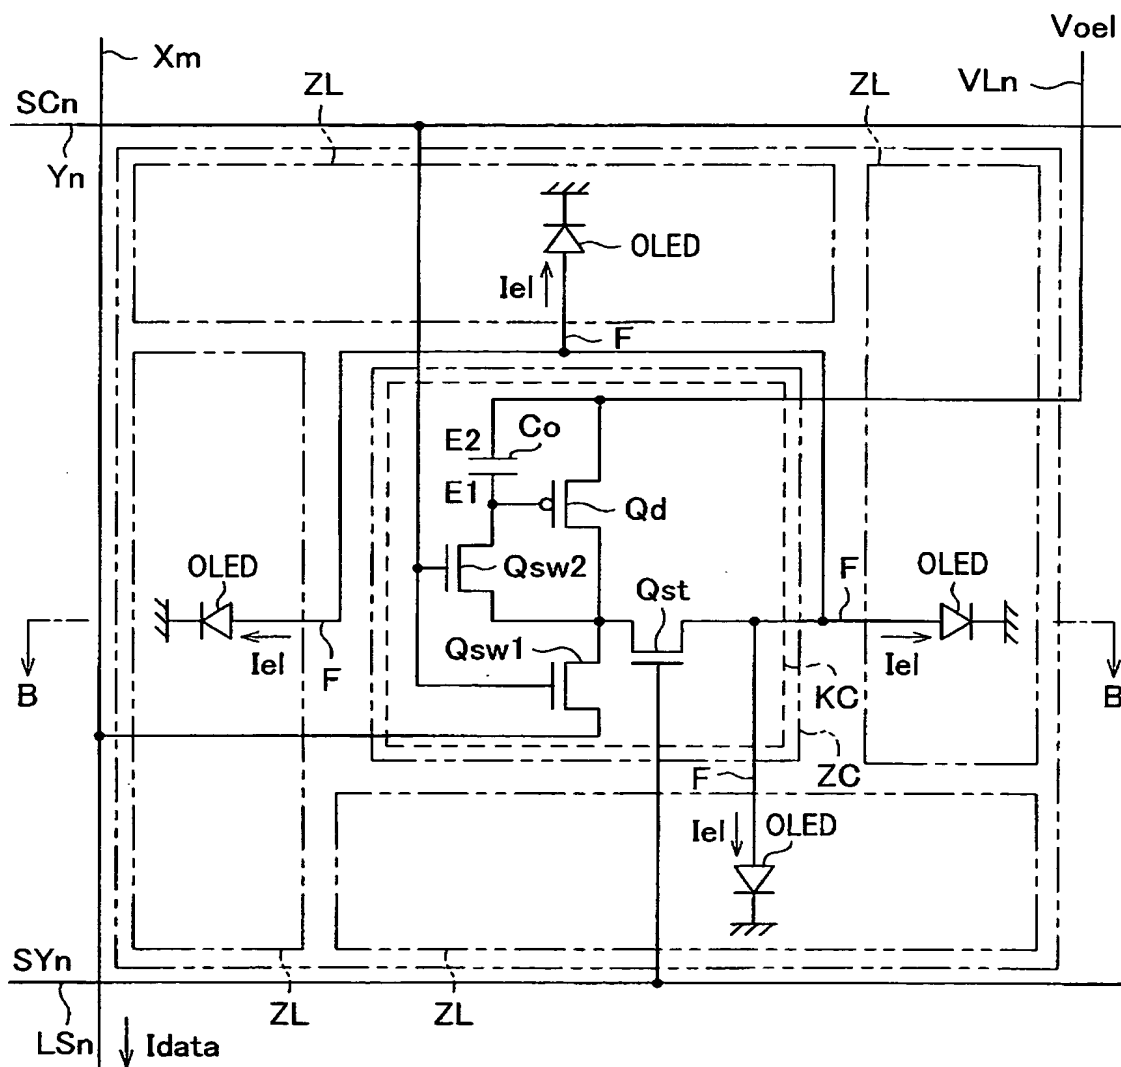 Voel
Xm
ZL
ZL
VLn
SCn
Yn
OLED
Iel
F
E2
Co
E1
Qd
Qsw2
OLED
Qst
F
OLED
Iel
F
Qsw1
Iel
B
B
KC
ZC
F
Iel
OLED
SYn
ZL
ZL
LSn
Idata